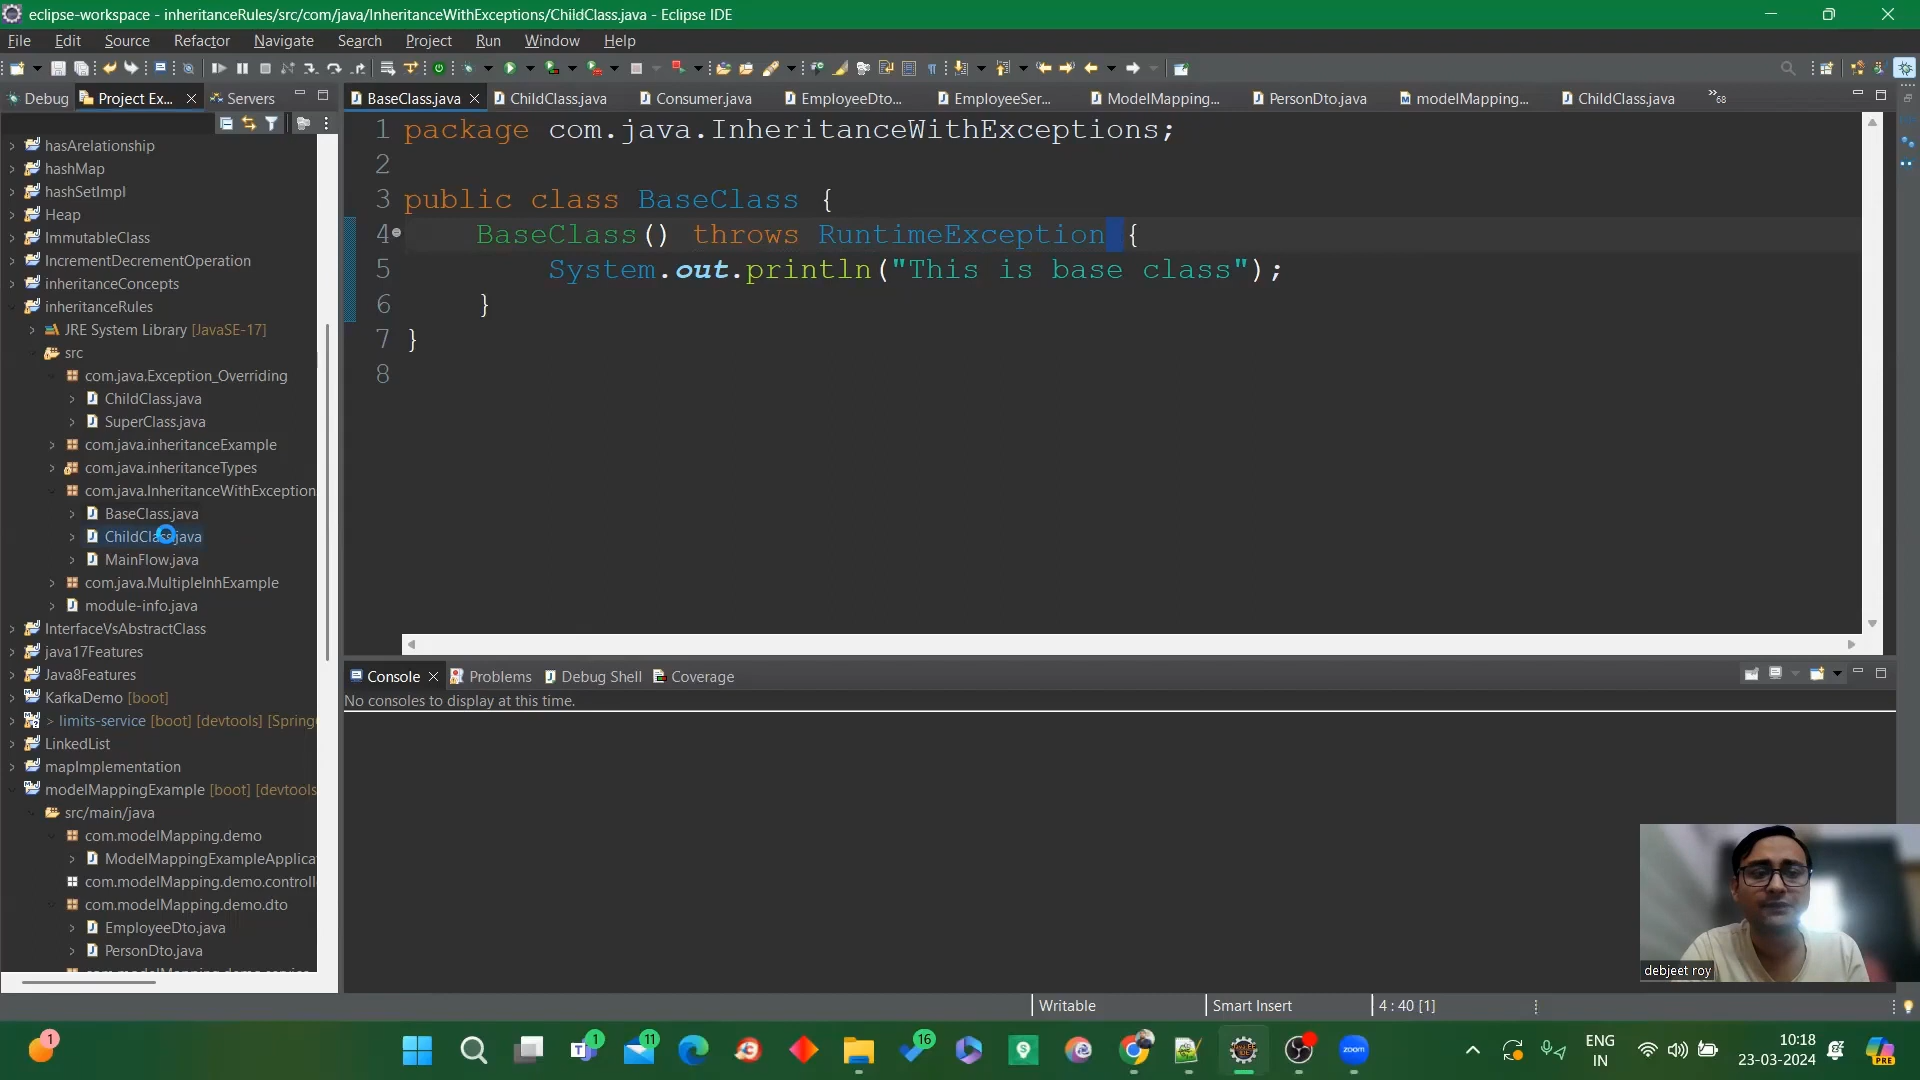 eclipse-workspace - inheritanceRules/src/com/java/InheritanceWithExceptions/ChildClass.java - Eclipse IDE
File Edit Source Refactor Navigate Search Project Run Window Help
Debug Project Ex... Servers
hasArelationship
hashMap
hashSetImpl
Heap
ImmutableClass
IncrementDecrementOperation
inheritanceConcepts
inheritanceRules
JRE System Library [JavaSE-17]
src
com.java.Exception_Overriding
ChildClass.java
SuperClass.java
com.java.inheritanceExample
com.java.inheritanceTypes
com.java.InheritanceWithException
BaseClass.java
ChildClass.java
MainFlow.java
com.java.MultipleInhExample
module-info.java
InterfaceVsAbstractClass
java17Features
Java8Features
KafkaDemo [boot]
> limits-service [boot] [devtools] [Spring
LinkedList
mapImplementation
modelMappingExample [boot] [devtools
src/main/java
com.modelMapping.demo
ModelMappingExampleApplica
com.modelMapping.demo.controll
com.modelMapping.demo.dto
EmployeeDto.java
PersonDto.java
BaseClass.java ChildClass.java Consumer.java EmployeeDto... EmployeeSer... ModelMapping... PersonDto.java modelMapping... ChildClass.java »68
1 package com.java.InheritanceWithExceptions;
2
3 public class BaseClass {
4 BaseClass() throws RuntimeException {
5 System.out.println("This is base class");
6 }
7 }
8
Console Problems Debug Shell Coverage
No consoles to display at this time.
debjeet roy
Writable Smart Insert 4 : 40 [1]
1 1 11 16 zoom
ENG
IN
10:18
23-03-2024
PRE